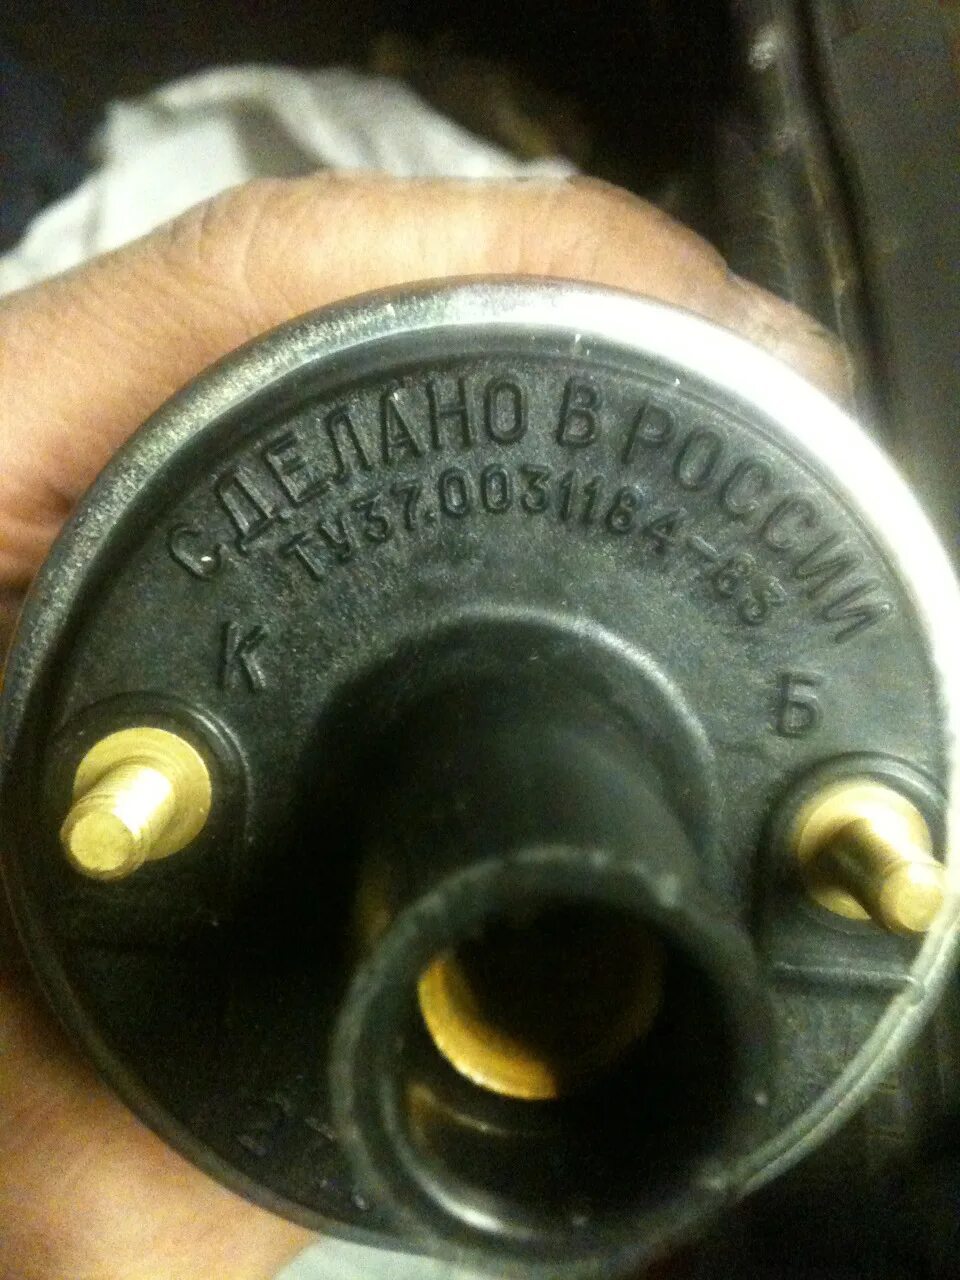 СДЕЛАНО В РОССИИ
ТУ37.0031164-83
К
Б